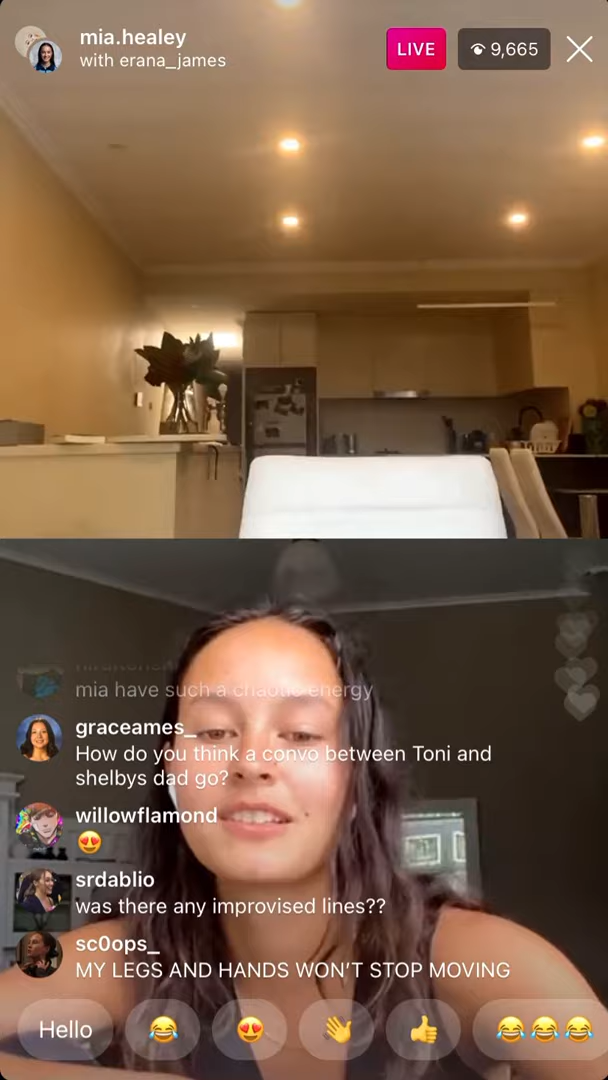 mia.healey
with erana_james
LIVE
9,665
mia have such a chaotic energy
graceames_
How do you think a convo between Toni and
shelbys dad go?
willowflamond
😍
srdablio
was there any improvised lines??
sc0ops_
MY LEGS AND HANDS WON'T STOP MOVING
Hello 😂 😍 👋 👍 😂😂😂